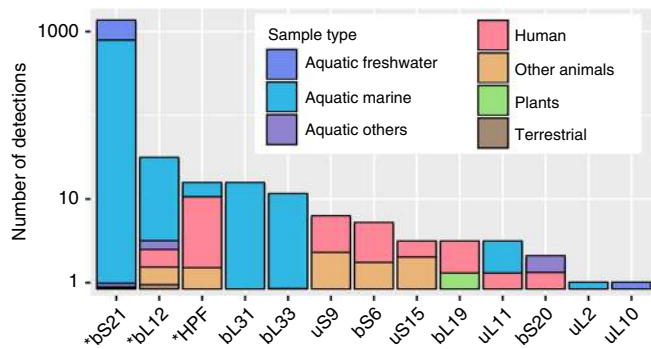 1000
10
1
Number of detections
Sample type
Aquatic freshwater
Aquatic marine
Aquatic others
Human
Other animals
Plants
Terrestrial
*bS21
*bL12
*HPF
bL31
bL33
uS9
bS6
uS15
bL19
uL11
bS20
uL2
uL10